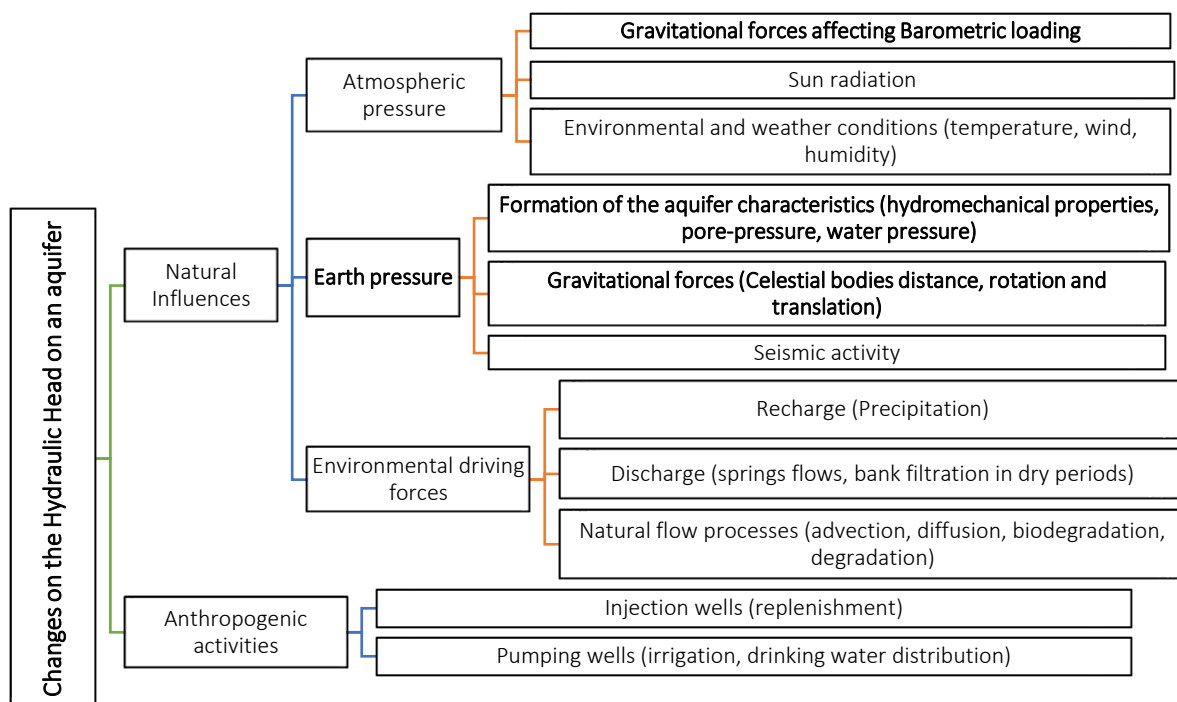 Changes on the Hydraulic Head on an aquifer
Natural
Influences
Atmospheric
pressure
Gravitational forces affecting Barometric loading
Sun radiation
Environmental and weather conditions (temperature, wind,
humidity)
Earth pressure
Formation of the aquifer characteristics (hydromechanical properties,
pore-pressure, water pressure)
Gravitational forces (Celestial bodies distance, rotation and
translation)
Seismic activity
Environmental driving
forces
Recharge (Precipitation)
Discharge (springs flows, bank filtration in dry periods)
Natural flow processes (advection, diffusion, biodegradation,
degradation)
Anthropogenic
activities
Injection wells (replenishment)
Pumping wells (irrigation, drinking water distribution)